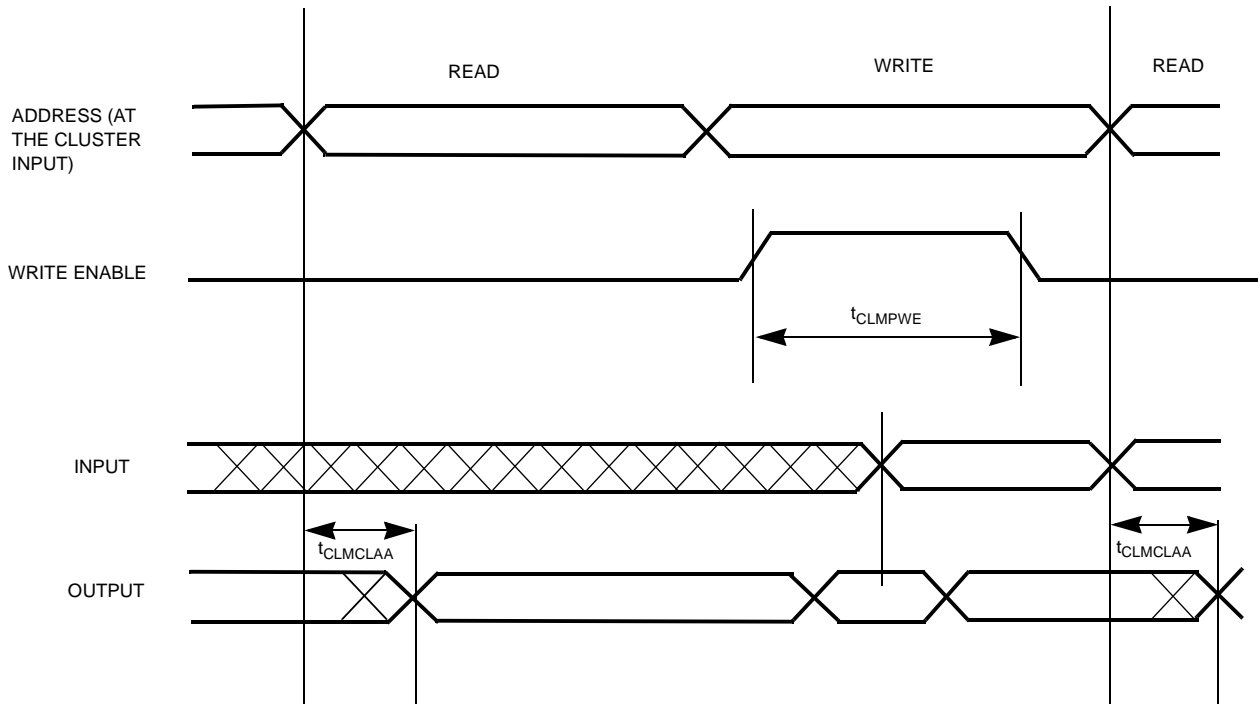 READ
WRITE
READ
ADDRESS (AT
THE CLUSTER
INPUT)
WRITE ENABLE
tCLMPWE
INPUT
tCLMCLAA
tCLMCLAA
OUTPUT